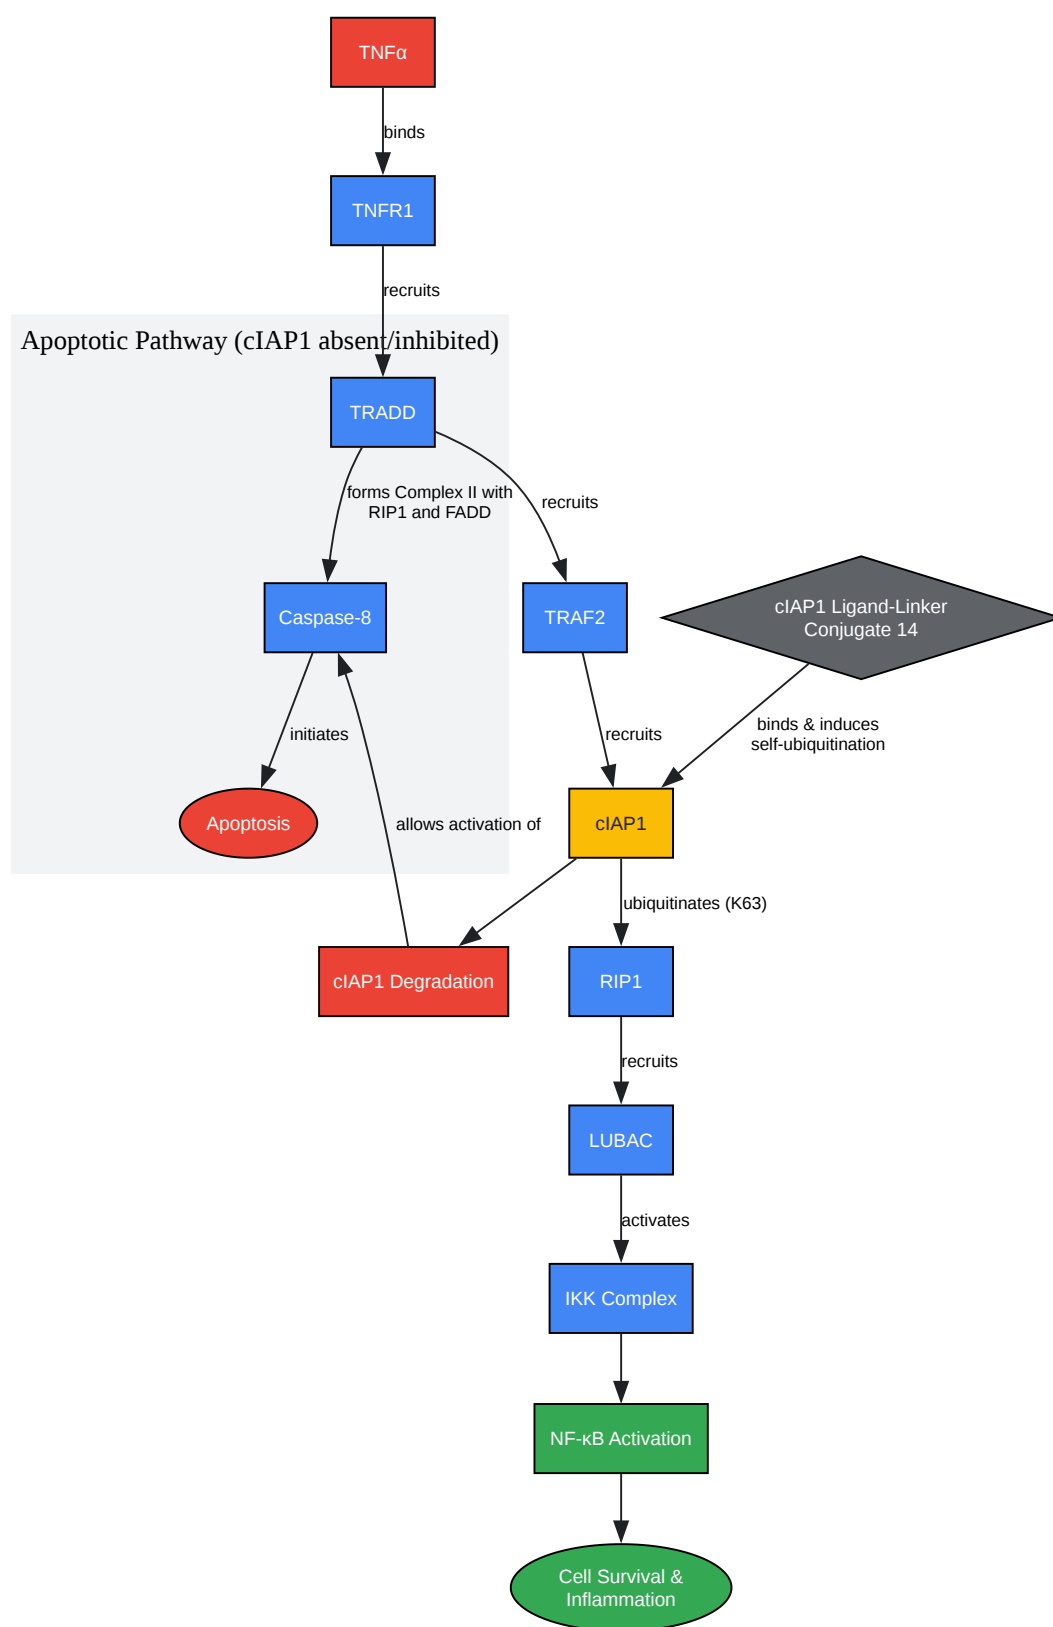 TNFα
binds
TNFR1
recruits
Apoptotic Pathway (cIAP1 absent/inhibited)
TRADD
forms Complex II with
RIP1 and FADD
recruits
Caspase-8
TRAF2
cIAP1 Ligand-Linker
Conjugate 14
initiates
recruits
binds & induces
self-ubiquitination
Apoptosis
allows activation of
cIAP1
ubiquitinates (K63)
cIAP1 Degradation
RIP1
recruits
LUBAC
activates
IKK Complex
NF-κB Activation
Cell Survival &
Inflammation